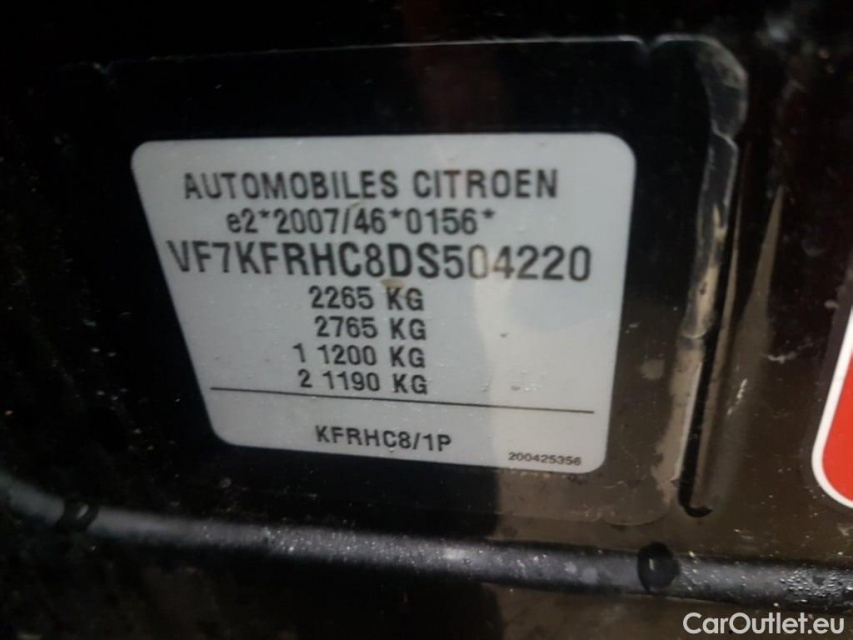 AUTOMOBILES CITROEN
e2*2007/46*0156*
VF7KFRHC8DS504220
2265 KG
2765 KG
1 1200 KG
2 1190 KG
KFRHC8/1P
200425356
CarOutlet.eu